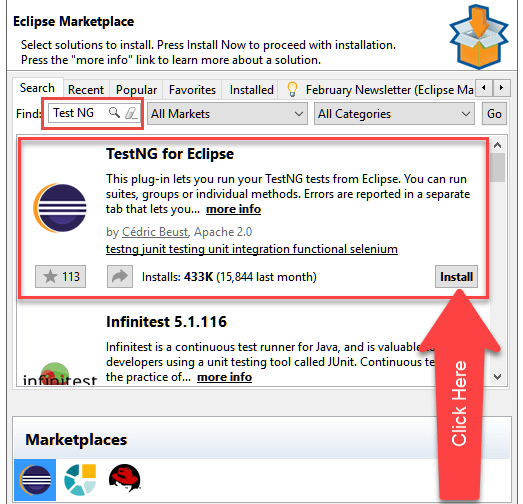 Eclipse Marketplace
Select solutions to install. Press Install Now to proceed with installation.
Press the "more info" link to learn more about a solution.
Search Recent Popular Favorites Installed February Newsletter (Eclipse Ma
Find: Test NG All Markets All Categories Go
TestNG for Eclipse
This plug-in lets you run your TestNG tests from Eclipse. You can run
suites, groups or individual methods. Errors are reported in a separate
tab that lets you... more info
by Cédric Beust, Apache 2.0
testng junit testing unit integration functional selenium
113 Installs: 433K (15,844 last month) Install
Infinitest 5.1.116
Infinitest is a continuous test runner for Java, and is valuable
developers using a unit testing tool called JUnit. Continuous
the practice of... more info
infinitest
Click Here
Marketplaces